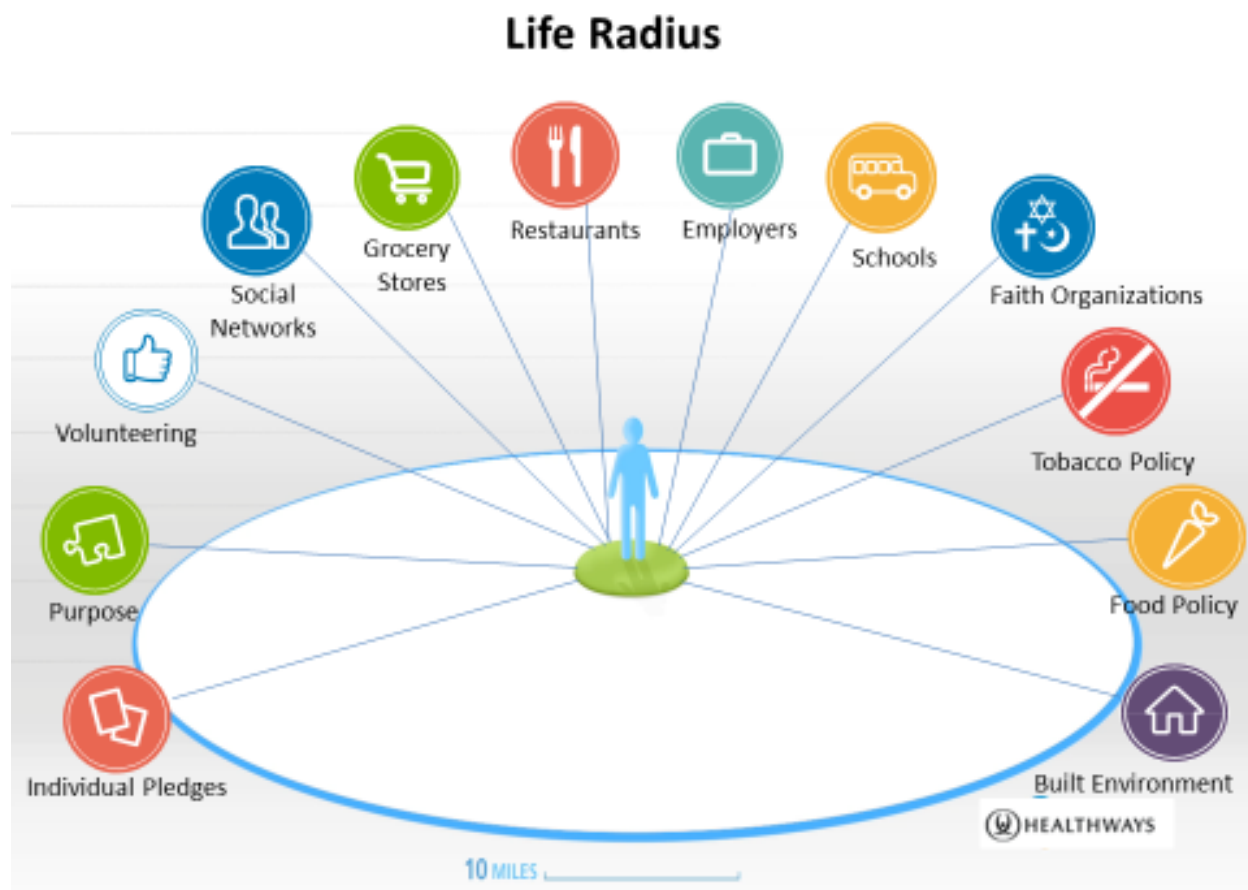 Life Radius
Restaurants
Employers
Grocery
Stores
Schools
Social
Networks
Faith Organizations
Volunteering
Tobacco Policy
Purpose
Food Policy
Individual Pledges
Built Environment
HEALTHWAYS
10 MILES